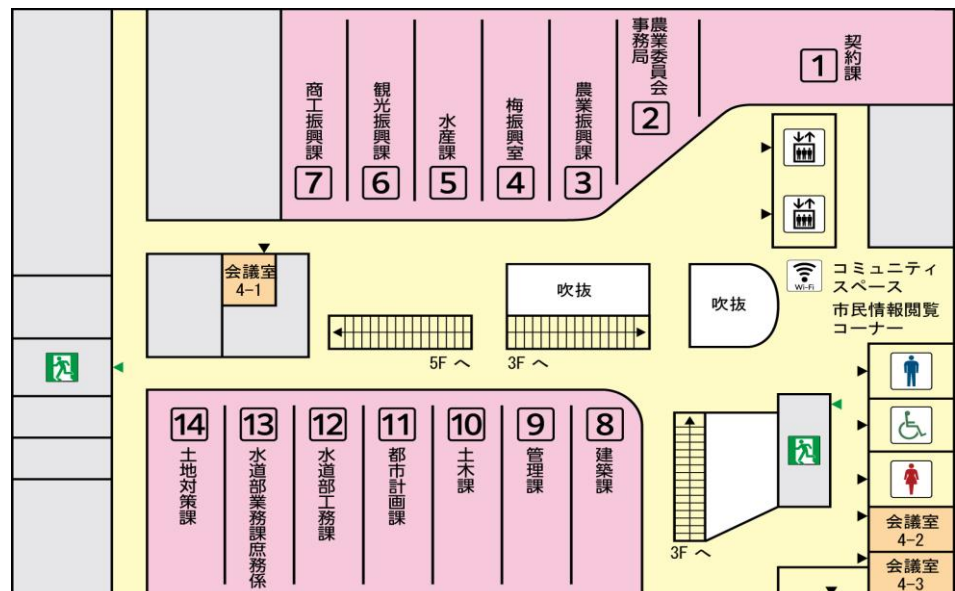 契約課
1
農業委員会
事務局
2
農業振興課
3
梅振興室
4
水産課
5
観光振興課
6
商工振興課
7
会議室
4-1
吹抜
吹抜
Wi-Fi
コミュニティ
スペース
市民情報閲覧
コーナー
5F へ
3F へ
14
土地対策課
13
水道部業務課庶務係
12
水道部工務課
11
都市計画課
10
土木課
9
管理課
8
建築課
3F へ
会議室
4-2
会議室
4-3